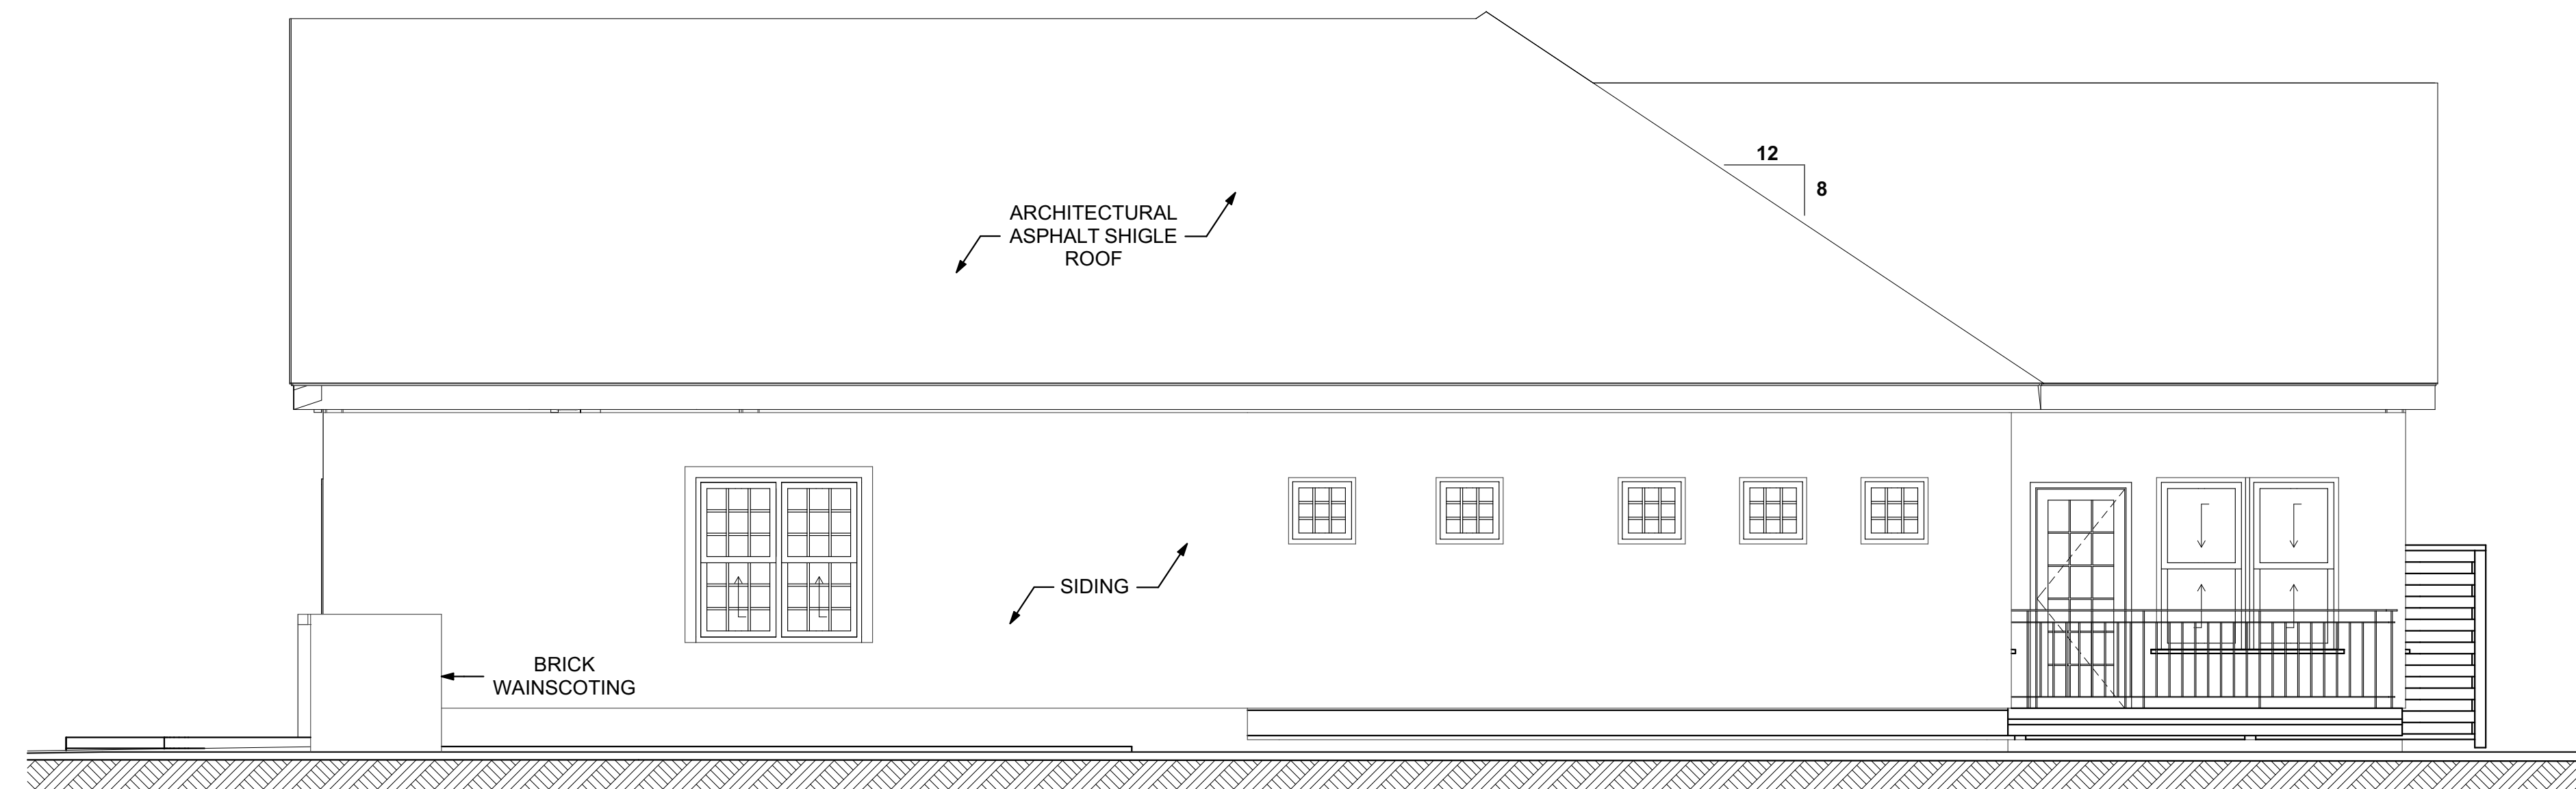 12
8
ARCHITECTURAL
ASPHALT SHIGLE
ROOF
SIDING
BRICK
WAINSCOTING